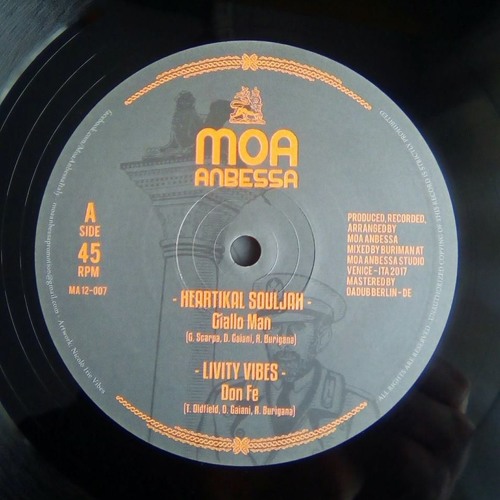 MOA
ANBESSA
A
SIDE
45
RPM
MA12-007
PRODUCED, RECORDED,
ARRANGED BY
MOA ANBESSA
MIXED BY BURIMAN AT
MOA ANBESSA STUDIO
VENICE - ITA 2017
MASTERED BY
DADUB BERLIN - DE
- HEARTIKAL SOULJAH -
Giallo Man
(G. Scarpa, D. Gaiani, R. Burigana)
- LIVITY VIBES -
Don Fe
(T. Oldfield, D. Gaiani, R. Burigana)